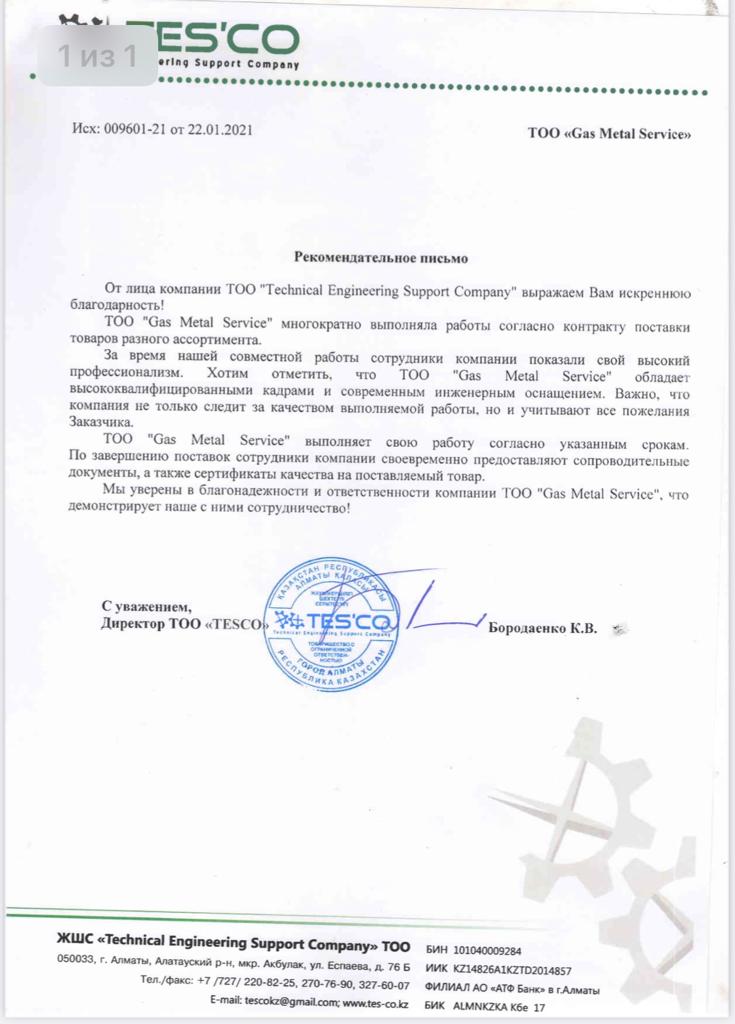 1 из 1
TES'CO
ering Support Company
Исх: 009601-21 от 22.01.2021
ТОО «Gas Metal Service»
Рекомендательное письмо
От лица компании ТОО "Technical Engineering Support Company" выражаем Вам искреннюю
благодарность!
ТОО "Gas Metal Service" многократно выполняла работы согласно контракту поставки
товаров разного ассортимента.
За время нашей совместной работы сотрудники компании показали свой высокий
профессионализм. Хотим отметить, что ТОО "Gas Metal Service" обладает
высококвалифицированными кадрами и современным инженерным оснащением. Важно, что
компания не только следит за качеством выполняемой работы, но и учитывают все пожелания
Заказчика.
ТОО "Gas Metal Service" выполняет свою работу согласно указанным срокам.
По завершению поставок сотрудники компании своевременно предоставляют сопроводительные
документы, а также сертификаты качества на поставляемый товар.
Мы уверены в благонадежности и ответственности компании ТОО "Gas Metal Service", что
демонстрирует наше с ними сотрудничество!
С уважением,
Директор ТОО «TESCO»
Бородаенко К.В.
ҚАЗАҚСТАН РЕСПУБЛИКАСЫ
АЛМАТЫ ҚАЛАСЫ
TES'CO
Technical Engineering Support Company
ТОВАРИЩЕСТВО С
ОГРАНИЧЕННОЙ
ОТВЕТСТВЕН-
НОСТЬЮ
ГОРОД АЛМАТЫ
РЕСПУБЛИКА КАЗАХСТАН
ЖШС «Technical Engineering Support Company» ТОО
050033, г. Алматы, Алатауский р-н, мкр. Акбулак, ул. Еспаева, д. 76 Б
Тел./факс: +7 /727/ 220-82-25, 270-76-90, 327-60-07
E-mail: tescokz@gmail.com; www.tes-co.kz
БИН 101040009284
ИИК KZ14826A1KZTD2014857
ФИЛИАЛ АО «АТФ Банк» в г.Алматы
БИК ALMNKZKA Кбе 17